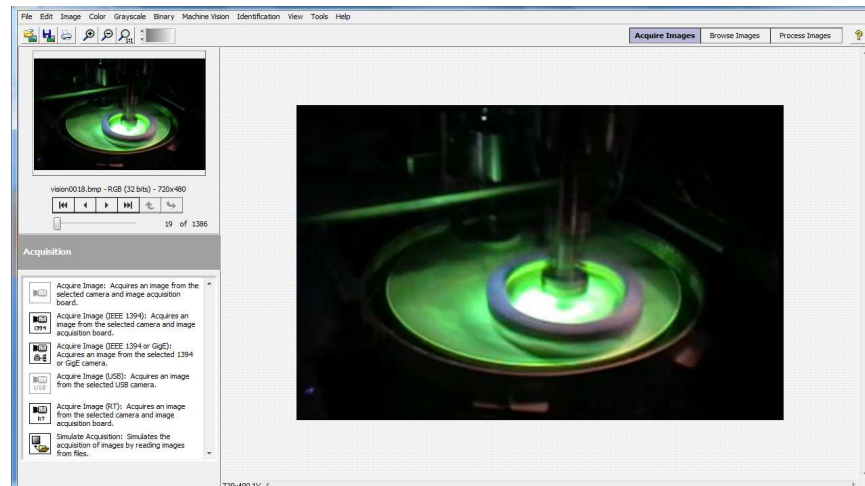 File Edit Image Color Grayscale Binary Machine Vision Identification View Tools Help
Acquire Images Browse Images Process Images
vision0018.bmp - RGB (32 bits) - 720x480
19 of 1386
Acquisition
Acquire Image: Acquires an image from the
selected camera and image acquisition
board.
1394
Acquire Image (IEEE 1394): Acquires an
image from the selected camera and image
acquisition board.
Acquire Image (IEEE 1394 or GigE):
Acquires an image from the selected 1394
or GigE camera.
USB
Acquire Image (USB): Acquires an image
from the selected USB camera.
RT
Acquire Image (RT): Acquires an image
from the selected camera and image
acquisition board.
Simulate Acquisition: Simulates the
acquisition of images by reading images
from files.
720x480 1X